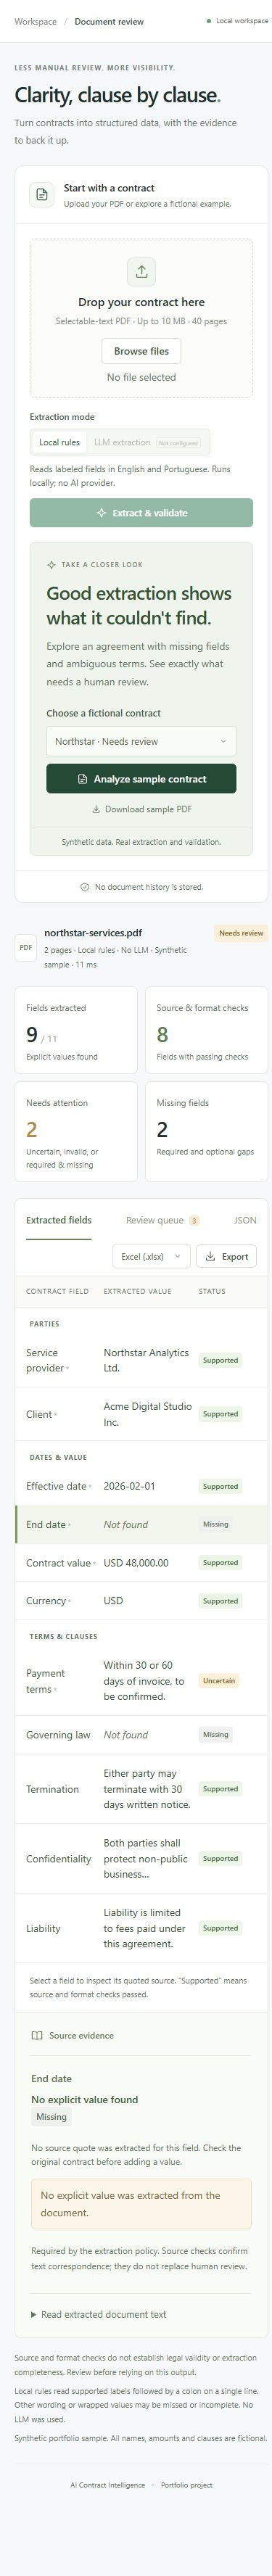 Workspace / Document review
Local workspace
LESS MANUAL REVIEW. MORE VISIBILITY.
Clarity, clause by clause.
Turn contracts into structured data, with the evidence
to back it up.
Start with a contract
Upload your PDF or explore a fictional example.
Drop your contract here
Selectable-text PDF · Up to 10 MB · 40 pages
Browse files
No file selected
Extraction mode
Local rules LLM extraction Not configured
Reads labeled fields in English and Portuguese. Runs
locally; no AI provider.
Extract & validate
TAKE A CLOSER LOOK
Good extraction shows
what it couldn't find.
Explore an agreement with missing fields
and ambiguous terms. See exactly what
needs a human review.
Choose a fictional contract
Northstar · Needs review
Analyze sample contract
Download sample PDF
Synthetic data. Real extraction and validation.
No document history is stored.
PDF
northstar-services.pdf
Needs review
2 pages · Local rules · No LLM · Synthetic
sample · 11 ms
Fields extracted
9 / 11
Explicit values found
Source & format checks
8
Fields with passing checks
Needs attention
2
Uncertain, invalid, or
required & missing
Missing fields
2
Required and optional gaps
Extracted fields Review queue 3 JSON
Excel (.xlsx) Export
CONTRACT FIELD EXTRACTED VALUE STATUS
PARTIES
Service
provider *
Northstar Analytics
Ltd.
Supported
Client *
Acme Digital Studio
Inc.
Supported
DATES & VALUE
Effective date * 2026-02-01 Supported
End date * Not found Missing
Contract value * USD 48,000.00 Supported
Currency * USD Supported
TERMS & CLAUSES
Payment
terms *
Within 30 or 60
days of invoice, to
be confirmed.
Uncertain
Governing law Not found Missing
Termination
Either party may
terminate with 30
days written notice.
Supported
Confidentiality
Both parties shall
protect non-public
business...
Supported
Liability
Liability is limited
to fees paid under
this agreement.
Supported
Select a field to inspect its quoted source. "Supported" means
source and format checks passed.
Source evidence
End date
No explicit value found
Missing
No source quote was extracted for this field. Check the
original contract before adding a value.
No explicit value was extracted from the
document.
Required by the extraction policy. Source checks confirm
text correspondence; they do not replace human review.
Read extracted document text
Source and format checks do not establish legal validity or extraction
completeness. Review before relying on this output.
Local rules read supported labels followed by a colon on a single line.
Other wording or wrapped values may be missed or incomplete. No
LLM was used.
Synthetic portfolio sample. All names, amounts and clauses are fictional.
AI Contract Intelligence · Portfolio project